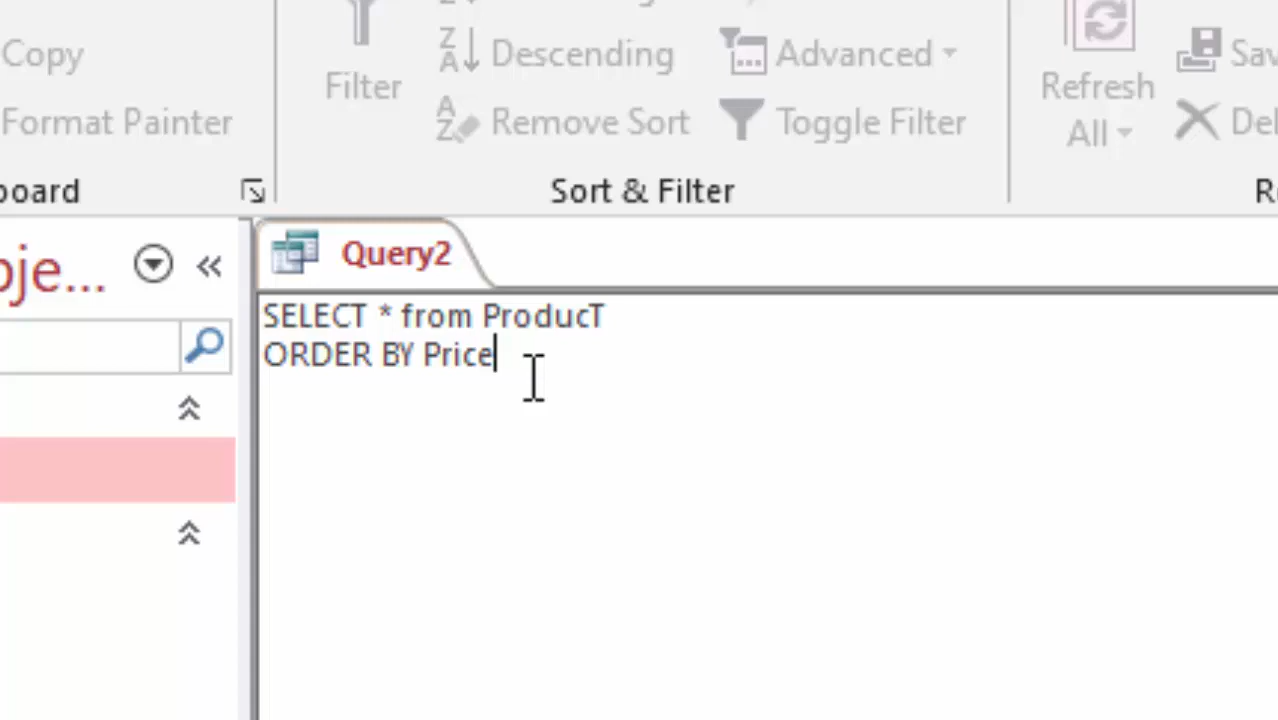 Copy
Format Painter
Filter
Descending
Remove Sort
Advanced
Toggle Filter
Refresh
All
Sort & Filter
Query2
SELECT * from ProducT
ORDER BY Price